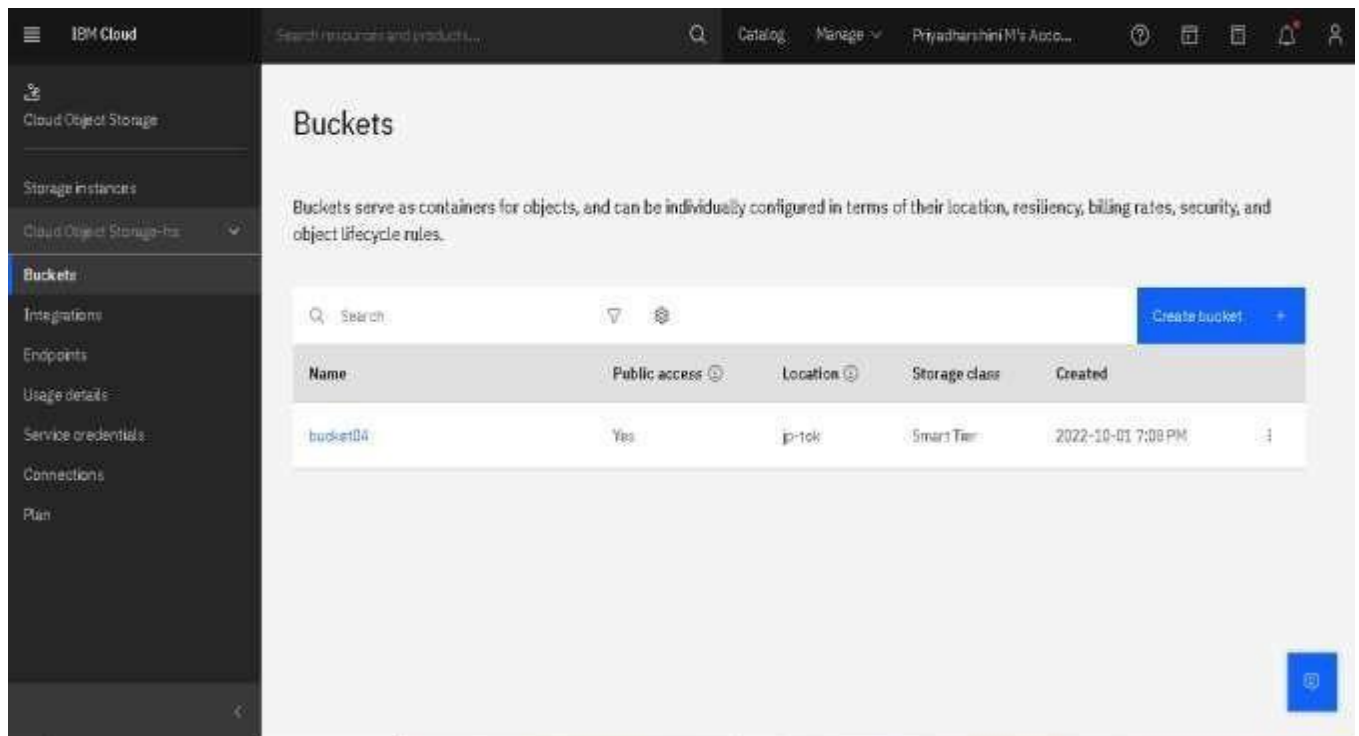 IBM Cloud
Search resources and products...
Catalog
Manage
Priyadharshini M's Acco...
Cloud Object Storage
Storage instances
Cloud Object Storage-
Buckets
Integrations
Endpoints
Usage details
Service credentials
Connections
Plan
Buckets
Buckets serve as containers for objects, and can be individually configured in terms of their location, resiliency, billing rates, security, and
object lifecycle rules.
Search
Create bucket +
Name Public access Location Storage class Created
bucket04 Yes jp-tok Smart Tier 2022-10-01 7:08 PM